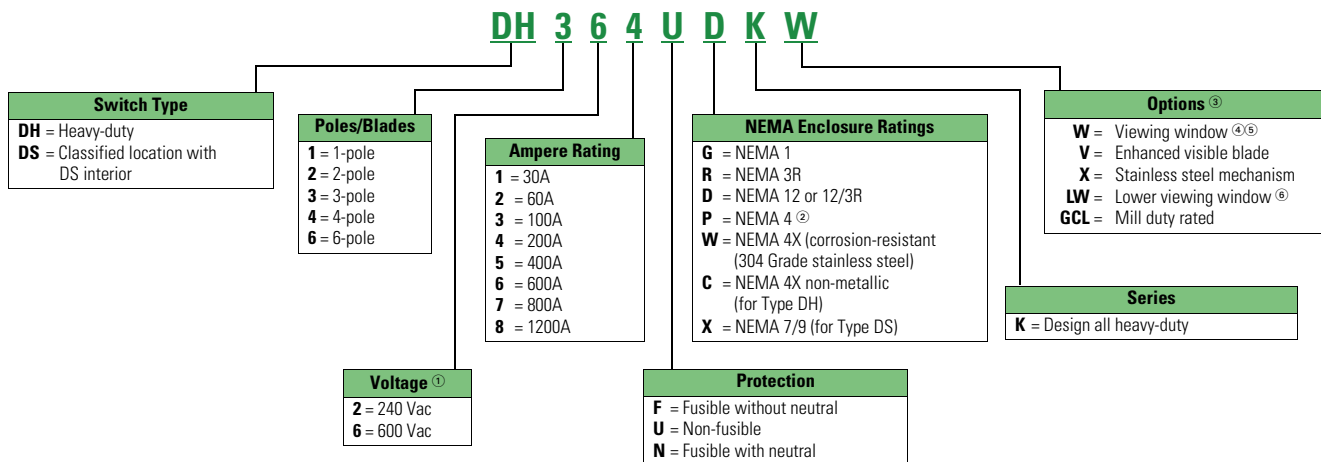 DH 3 6 4 U D K W
Switch Type
DH = Heavy-duty
DS = Classified location with
DS interior
Poles/Blades
1 = 1-pole
2 = 2-pole
3 = 3-pole
4 = 4-pole
6 = 6-pole
Voltage ①
2 = 240 Vac
6 = 600 Vac
Ampere Rating
1 = 30A
2 = 60A
3 = 100A
4 = 200A
5 = 400A
6 = 600A
7 = 800A
8 = 1200A
Protection
F = Fusible without neutral
U = Non-fusible
N = Fusible with neutral
NEMA Enclosure Ratings
G = NEMA 1
R = NEMA 3R
D = NEMA 12 or 12/3R
P = NEMA 4 ②
W = NEMA 4X (corrosion-resistant
(304 Grade stainless steel)
C = NEMA 4X non-metallic
(for Type DH)
X = NEMA 7/9 (for Type DS)
Series
K = Design all heavy-duty
Options ③
W = Viewing window ④⑤
V = Enhanced visible blade
X = Stainless steel mechanism
LW = Lower viewing window ⑥
GCL = Mill duty rated